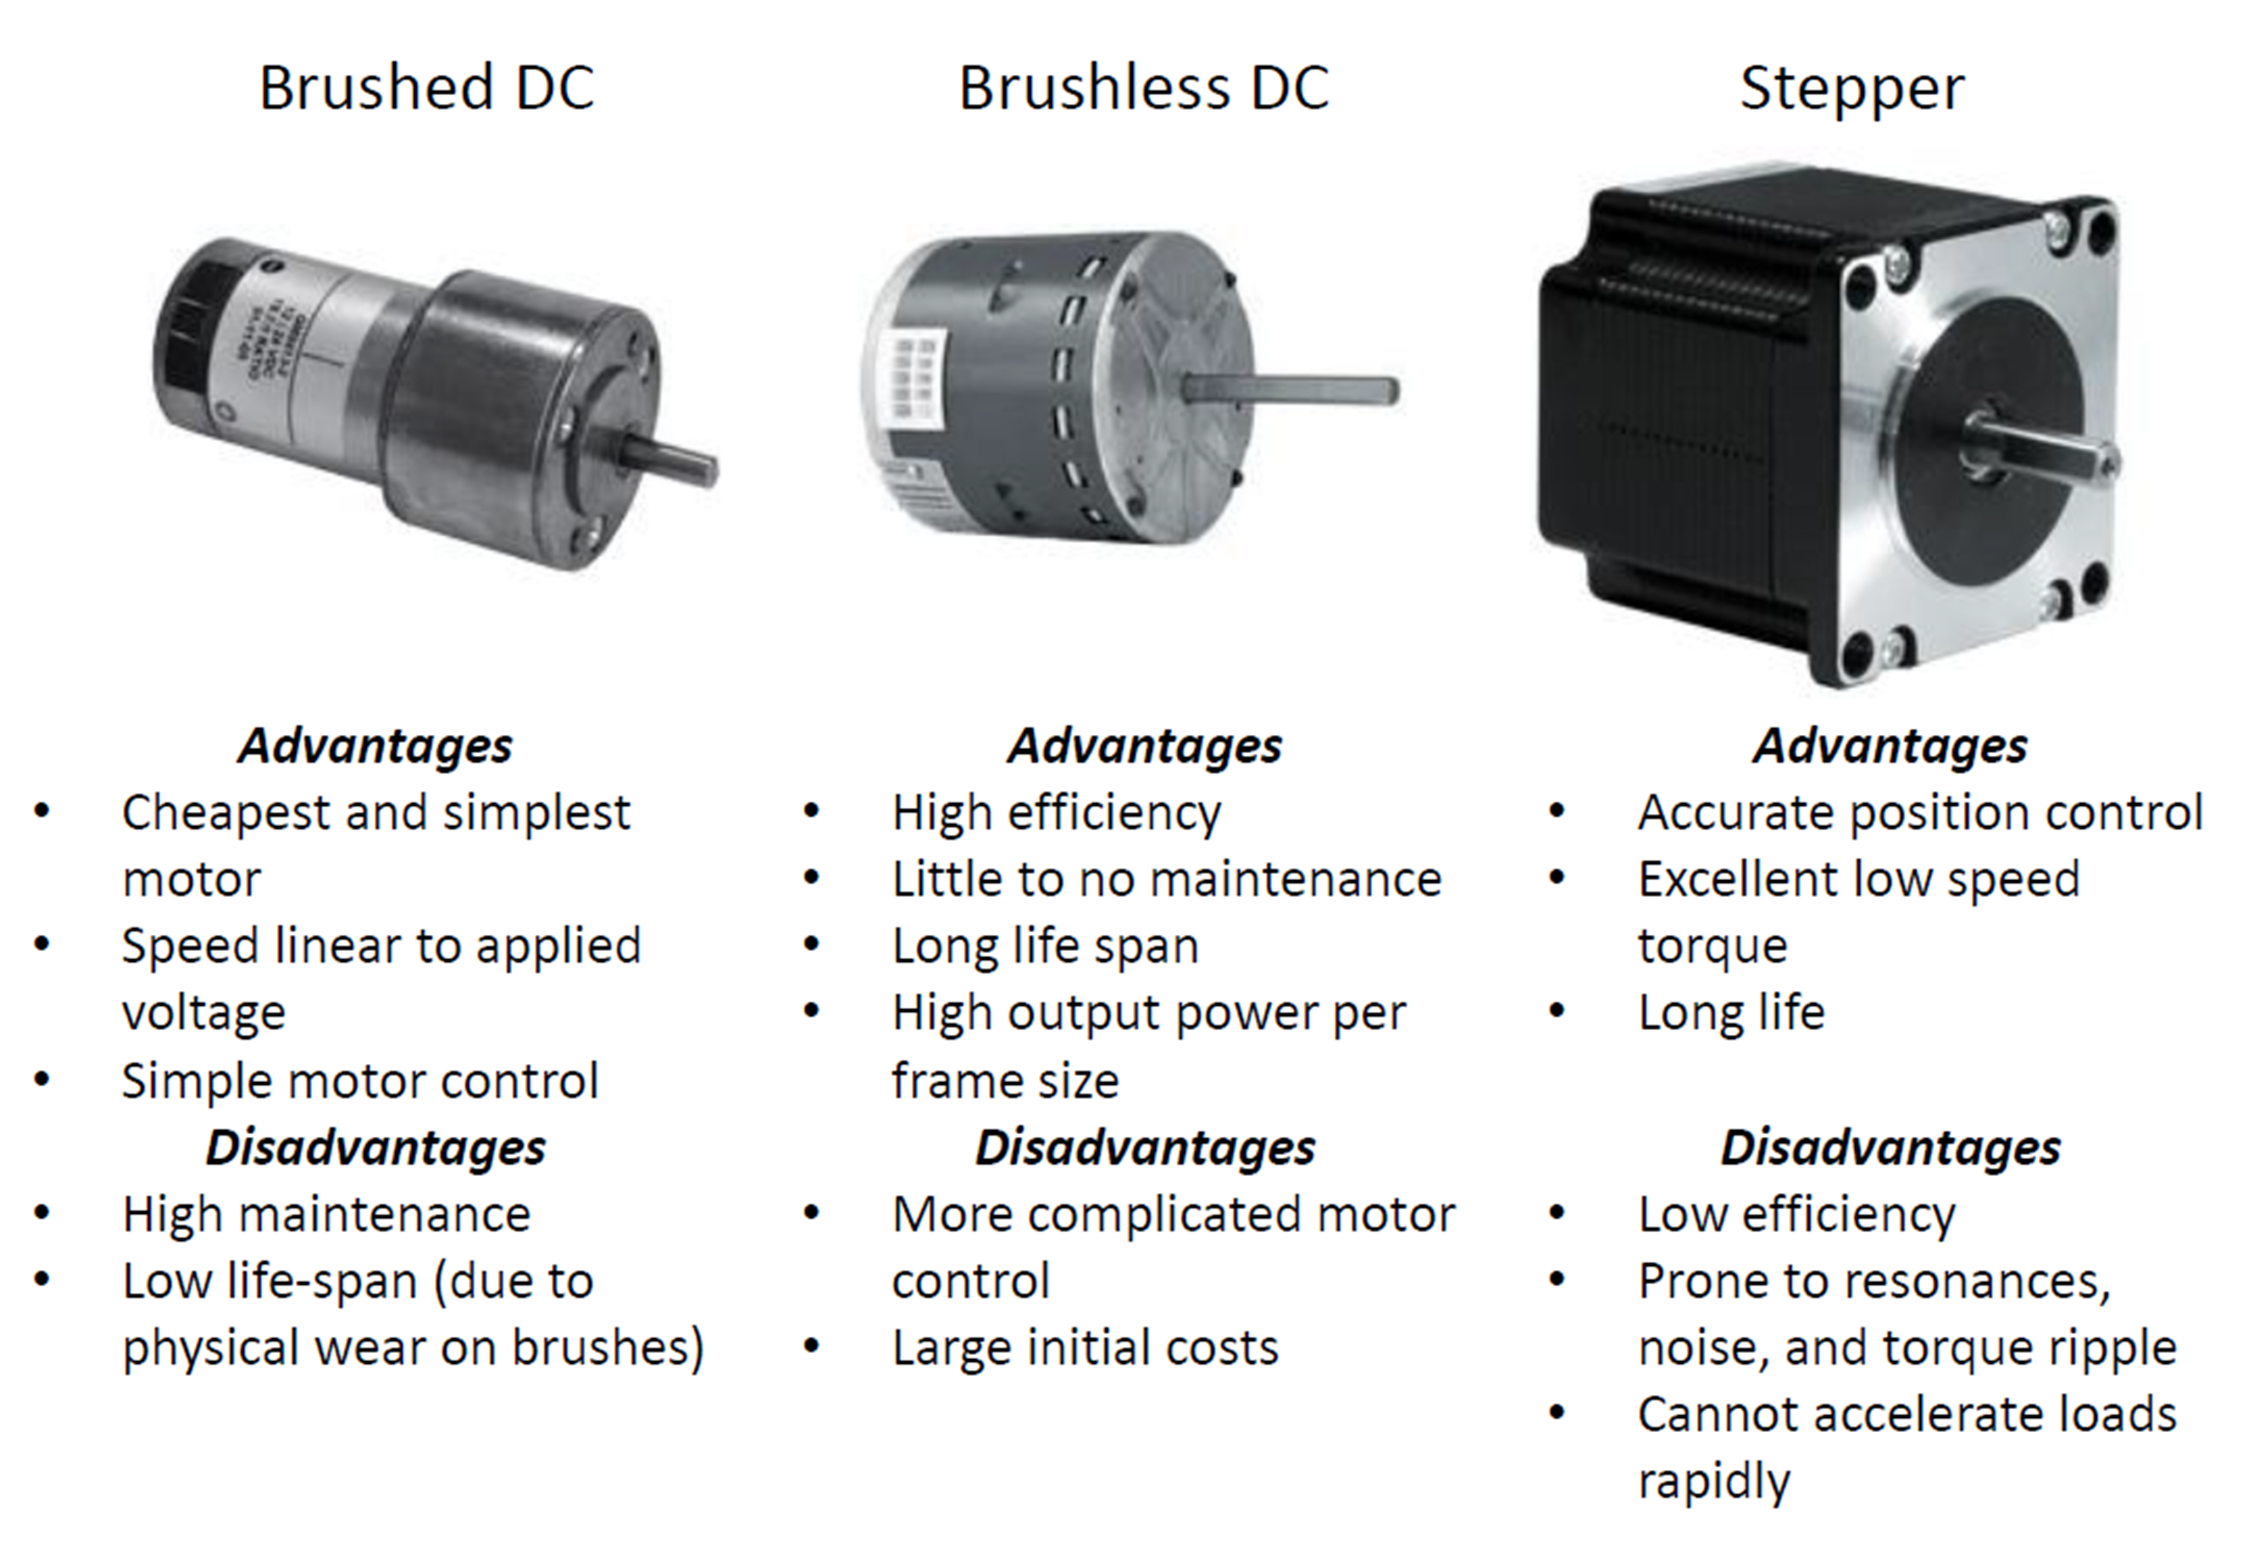 Brushed DC
Brushless DC
Stepper
12 / 24 VDC
Advantages
• Cheapest and simplest
motor
• Speed linear to applied
voltage
• Simple motor control
Disadvantages
• High maintenance
• Low life-span (due to
physical wear on brushes)
Advantages
• High efficiency
• Little to no maintenance
• Long life span
• High output power per
frame size
Disadvantages
• More complicated motor
control
• Large initial costs
Advantages
• Accurate position control
• Excellent low speed
torque
• Long life
Disadvantages
• Low efficiency
• Prone to resonances,
noise, and torque ripple
• Cannot accelerate loads
rapidly